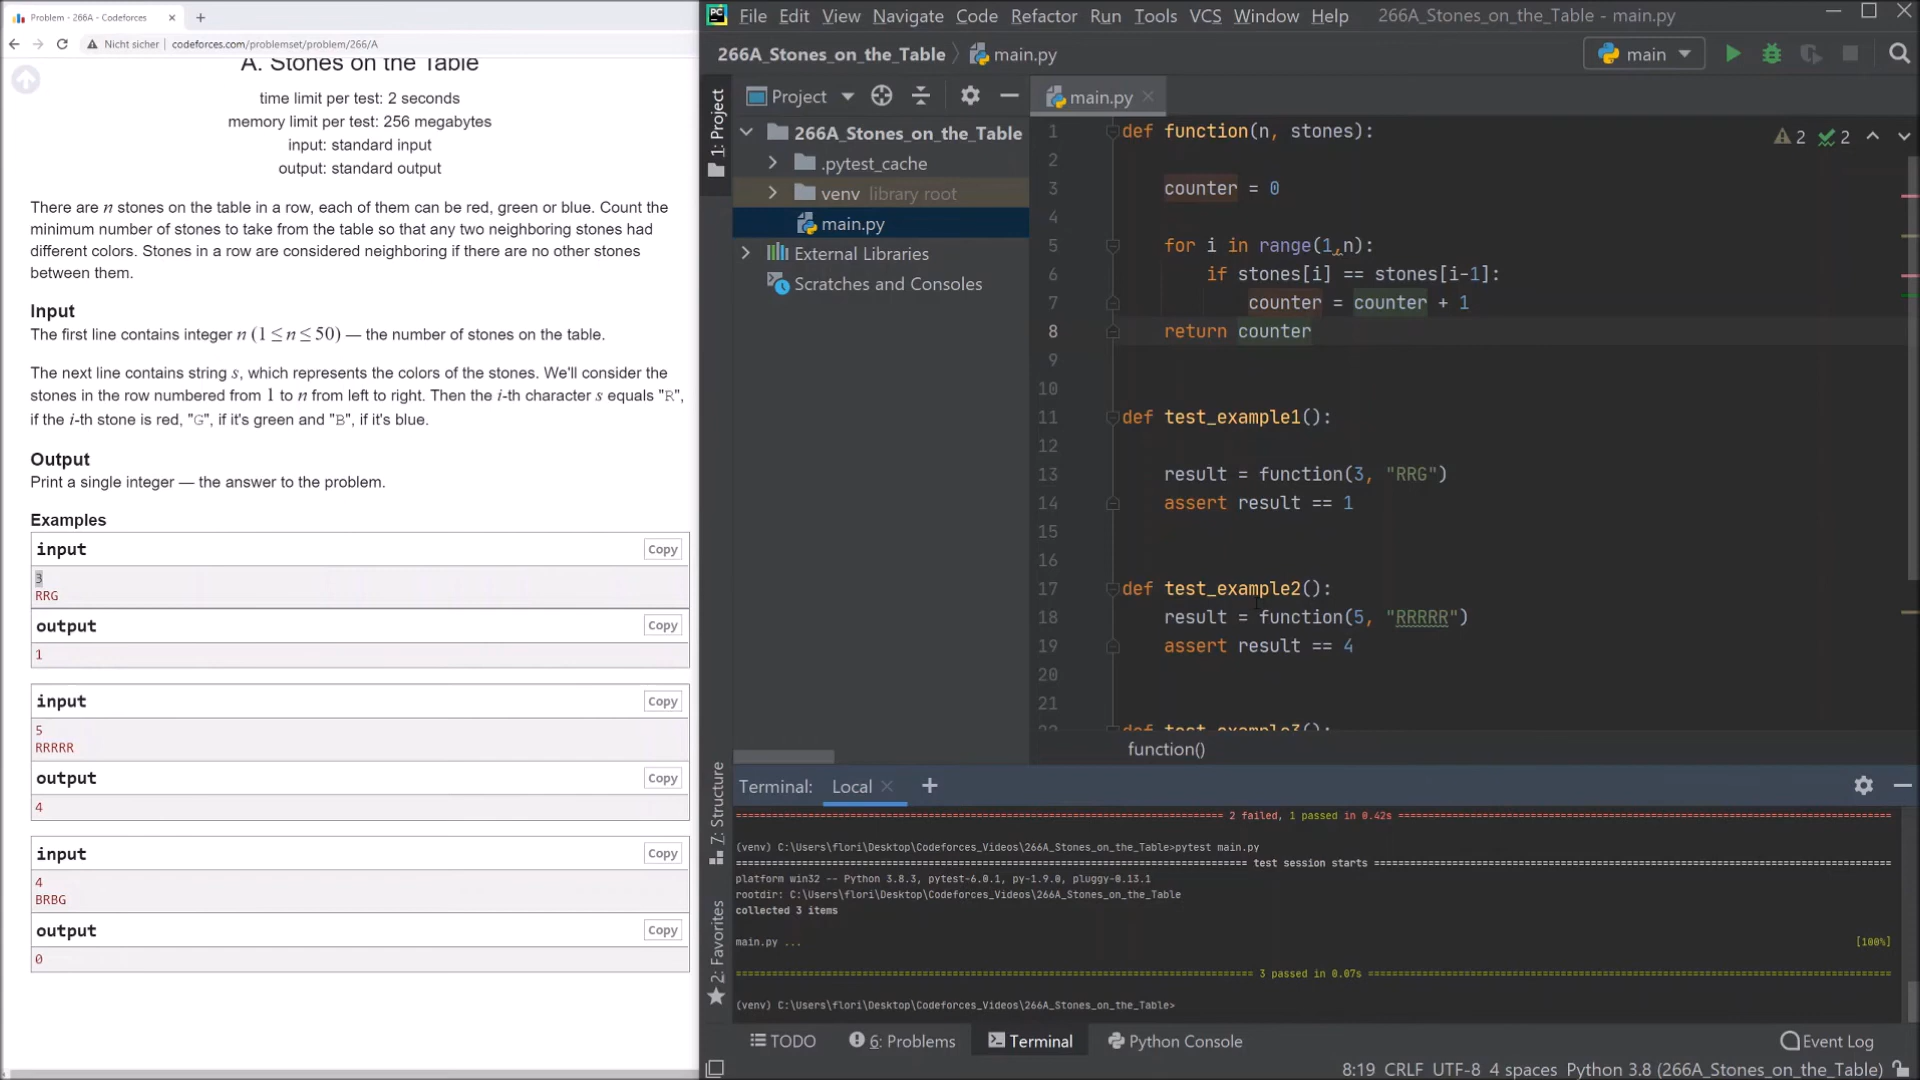 Problem - 266A - Codeforces
Nicht sicher | codeforces.com/problemset/problem/266/A
A. Stones on the Table
time limit per test: 2 seconds
memory limit per test: 256 megabytes
input: standard input
output: standard output
There are n stones on the table in a row, each of them can be red, green or blue. Count the
minimum number of stones to take from the table so that any two neighboring stones had
different colors. Stones in a row are considered neighboring if there are no other stones
between them.
Input
The first line contains integer n (1 ≤ n ≤ 50) — the number of stones on the table.
The next line contains string s, which represents the colors of the stones. We'll consider the
stones in the row numbered from 1 to n from left to right. Then the i-th character s equals "R",
if the i-th stone is red, "G", if it's green and "B", if it's blue.
Output
Print a single integer — the answer to the problem.
Examples
input
Copy
3
RRG
output
Copy
1
input
Copy
5
RRRRR
output
Copy
4
input
Copy
4
BRBG
output
Copy
0
PC File Edit View Navigate Code Refactor Run Tools VCS Window Help 266A_Stones_on_the_Table - main.py
266A_Stones_on_the_Table main.py
main
1: Project
Project
266A_Stones_on_the_Table
.pytest_cache
venv library root
main.py
External Libraries
Scratches and Consoles
main.py
2 2
1 def function(n, stones):
2
3 counter = 0
4
5 for i in range(1,n):
6 if stones[i] == stones[i-1]:
7 counter = counter + 1
8 return counter
9
10
11 def test_example1():
12
13 result = function(3, "RRG")
14 assert result == 1
15
16
17 def test_example2():
18 result = function(5, "RRRRR")
19 assert result == 4
20
21
22 def test_example3():
function()
7: Structure
2: Favorites
Terminal: Local +
============ 2 failed, 1 passed in 0.42s ============
(venv) C:\Users\flori\Desktop\Codeforces_Videos\266A_Stones_on_the_Table>pytest main.py
============ test session starts ============
platform win32 -- Python 3.8.3, pytest-6.0.1, py-1.9.0, pluggy-0.13.1
rootdir: C:\Users\flori\Desktop\Codeforces_Videos\266A_Stones_on_the_Table
collected 3 items
main.py ... [100%]
============ 3 passed in 0.07s ============
(venv) C:\Users\flori\Desktop\Codeforces_Videos\266A_Stones_on_the_Table>
TODO 6: Problems Terminal Python Console Event Log
8:19 CRLF UTF-8 4 spaces Python 3.8 (266A_Stones_on_the_Table)